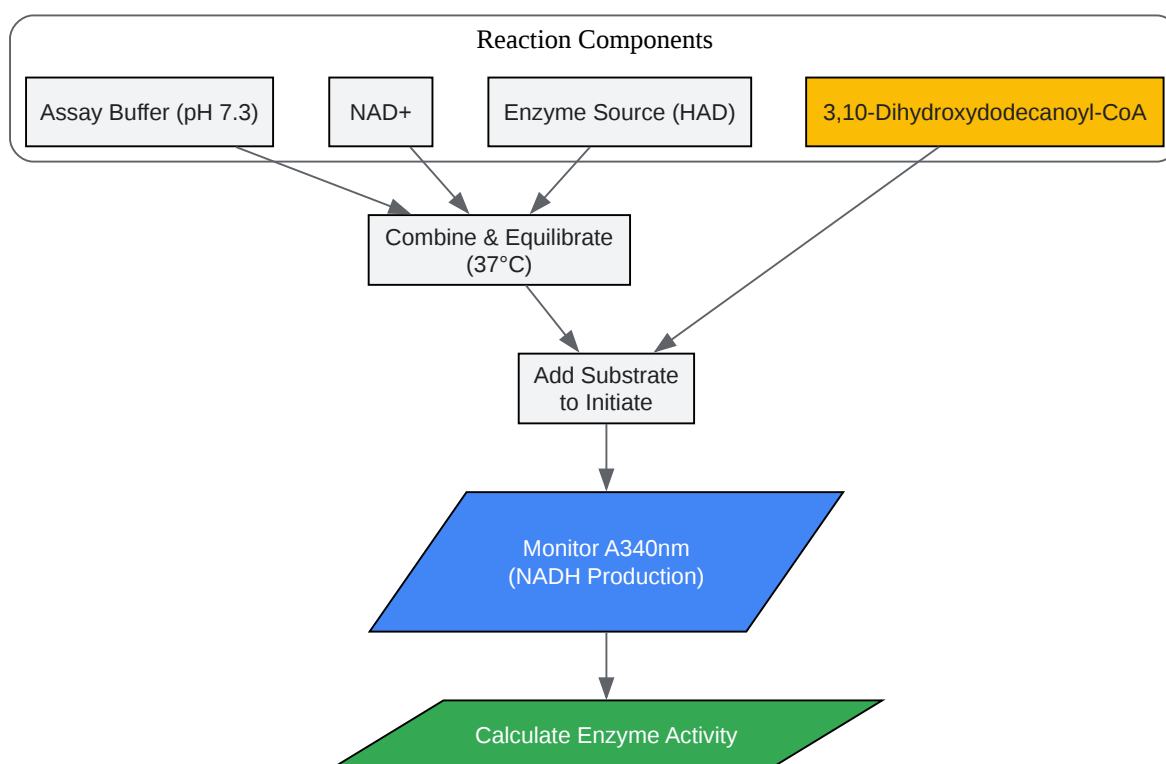 Reaction Components
Assay Buffer (pH 7.3)
NAD+
Enzyme Source (HAD)
3,10-Dihydroxydodecanoyl-CoA
Combine & Equilibrate
(37°C)
Add Substrate
to Initiate
Monitor A340nm
(NADH Production)
Calculate Enzyme Activity